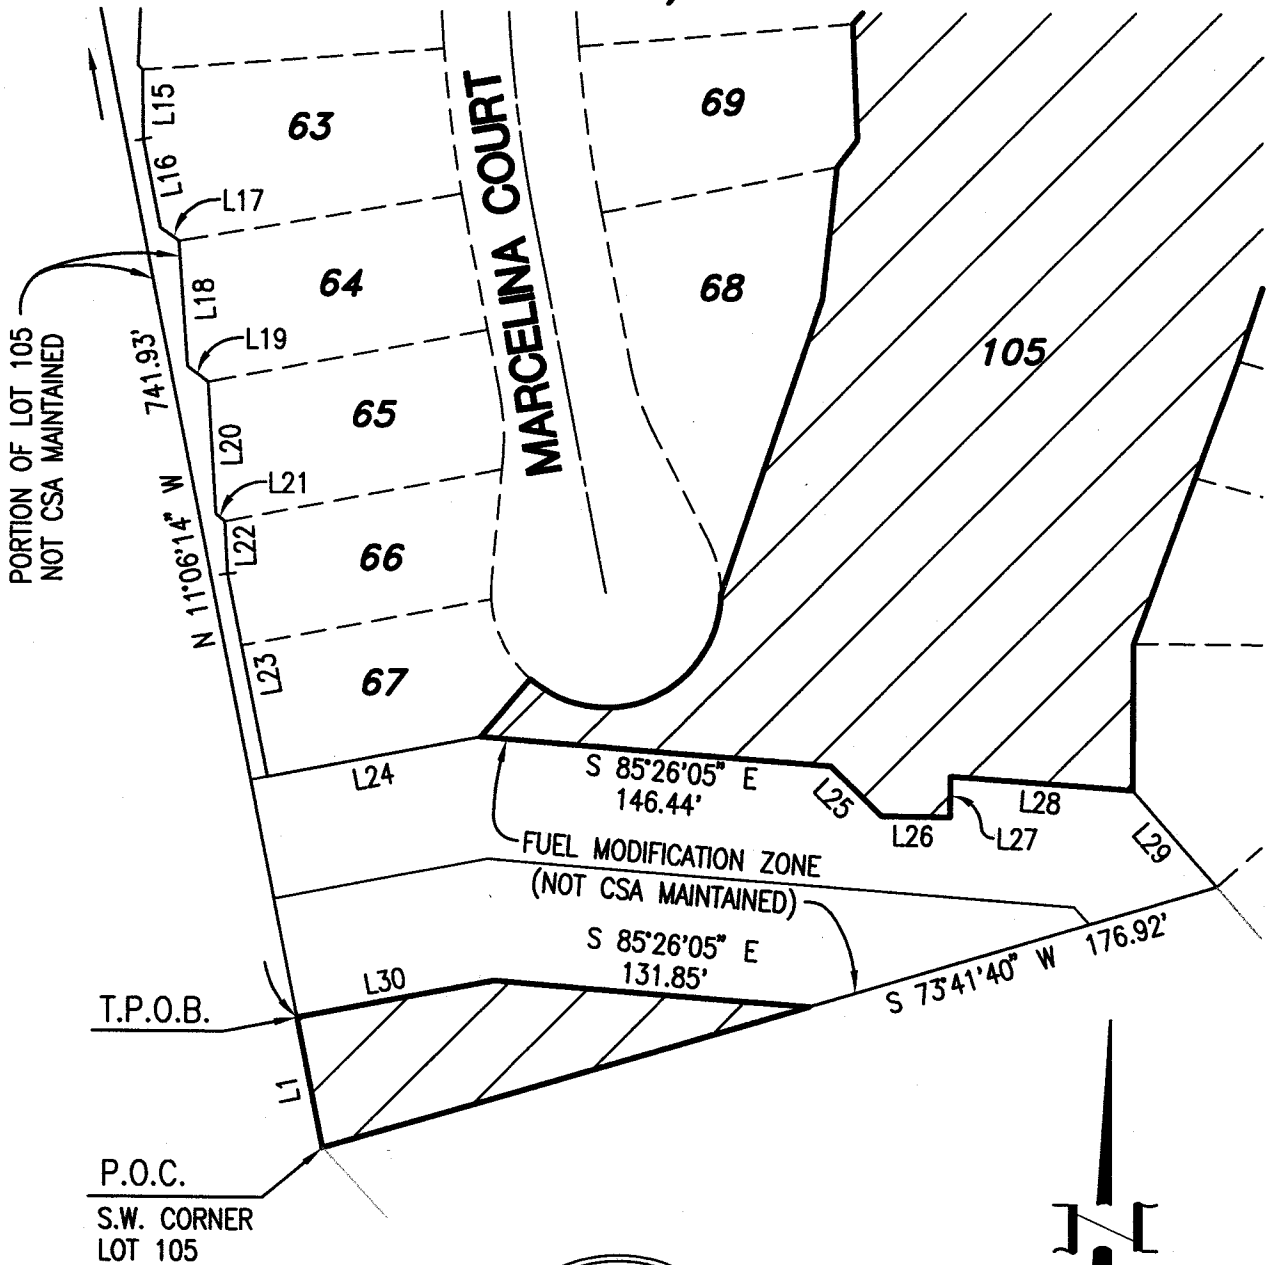 L15
63
69
MARCELINA COURT
L16
L17
PORTION OF LOT 105
NOT CSA MAINTAINED
64
68
L18
L19
741.93'
105
65
L20
L21
N 11°06'14" W
L22
66
L23
67
L24
S 85°26'05" E
146.44'
L25
L26
L27
L28
L29
FUEL MODIFICATION ZONE
(NOT CSA MAINTAINED)
S 85°26'05" E
131.85'
L30
S 73°41'40" W 176.92'
T.P.O.B.
L1
P.O.C.
S.W. CORNER
LOT 105
N